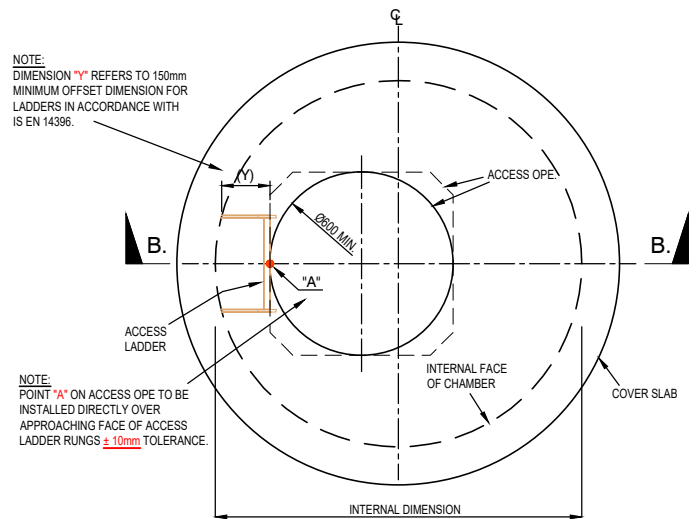 ℄
NOTE:
DIMENSION "Y" REFERS TO 150mm
MINIMUM OFFSET DIMENSION FOR
LADDERS IN ACCORDANCE WITH
IS EN 14396.
(Y)
ACCESS OPE.
Ø600 MIN.
B.
B.
"A"
ACCESS
LADDER
INTERNAL FACE
OF CHAMBER
COVER SLAB
NOTE:
POINT "A" ON ACCESS OPE TO BE
INSTALLED DIRECTLY OVER
APPROACHING FACE OF ACCESS
LADDER RUNGS ± 10mm TOLERANCE.
INTERNAL DIMENSION